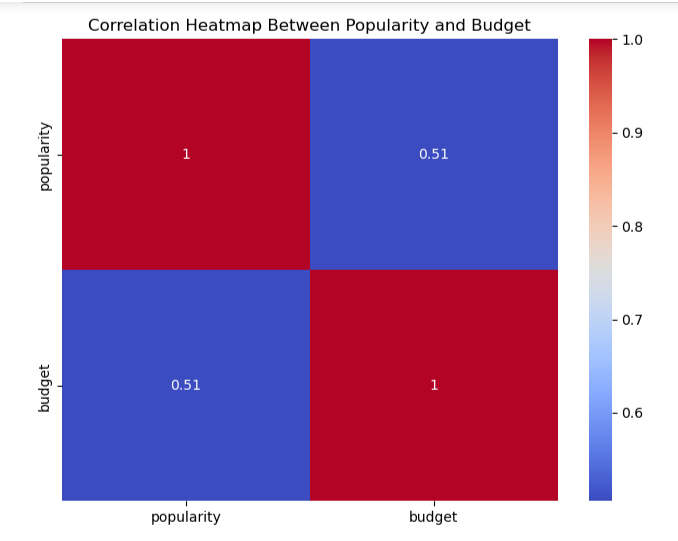 Correlation Heatmap Between Popularity and Budget
popularity
budget
1
0.51
0.51
1
popularity
budget
1.0
0.9
0.8
0.7
0.6